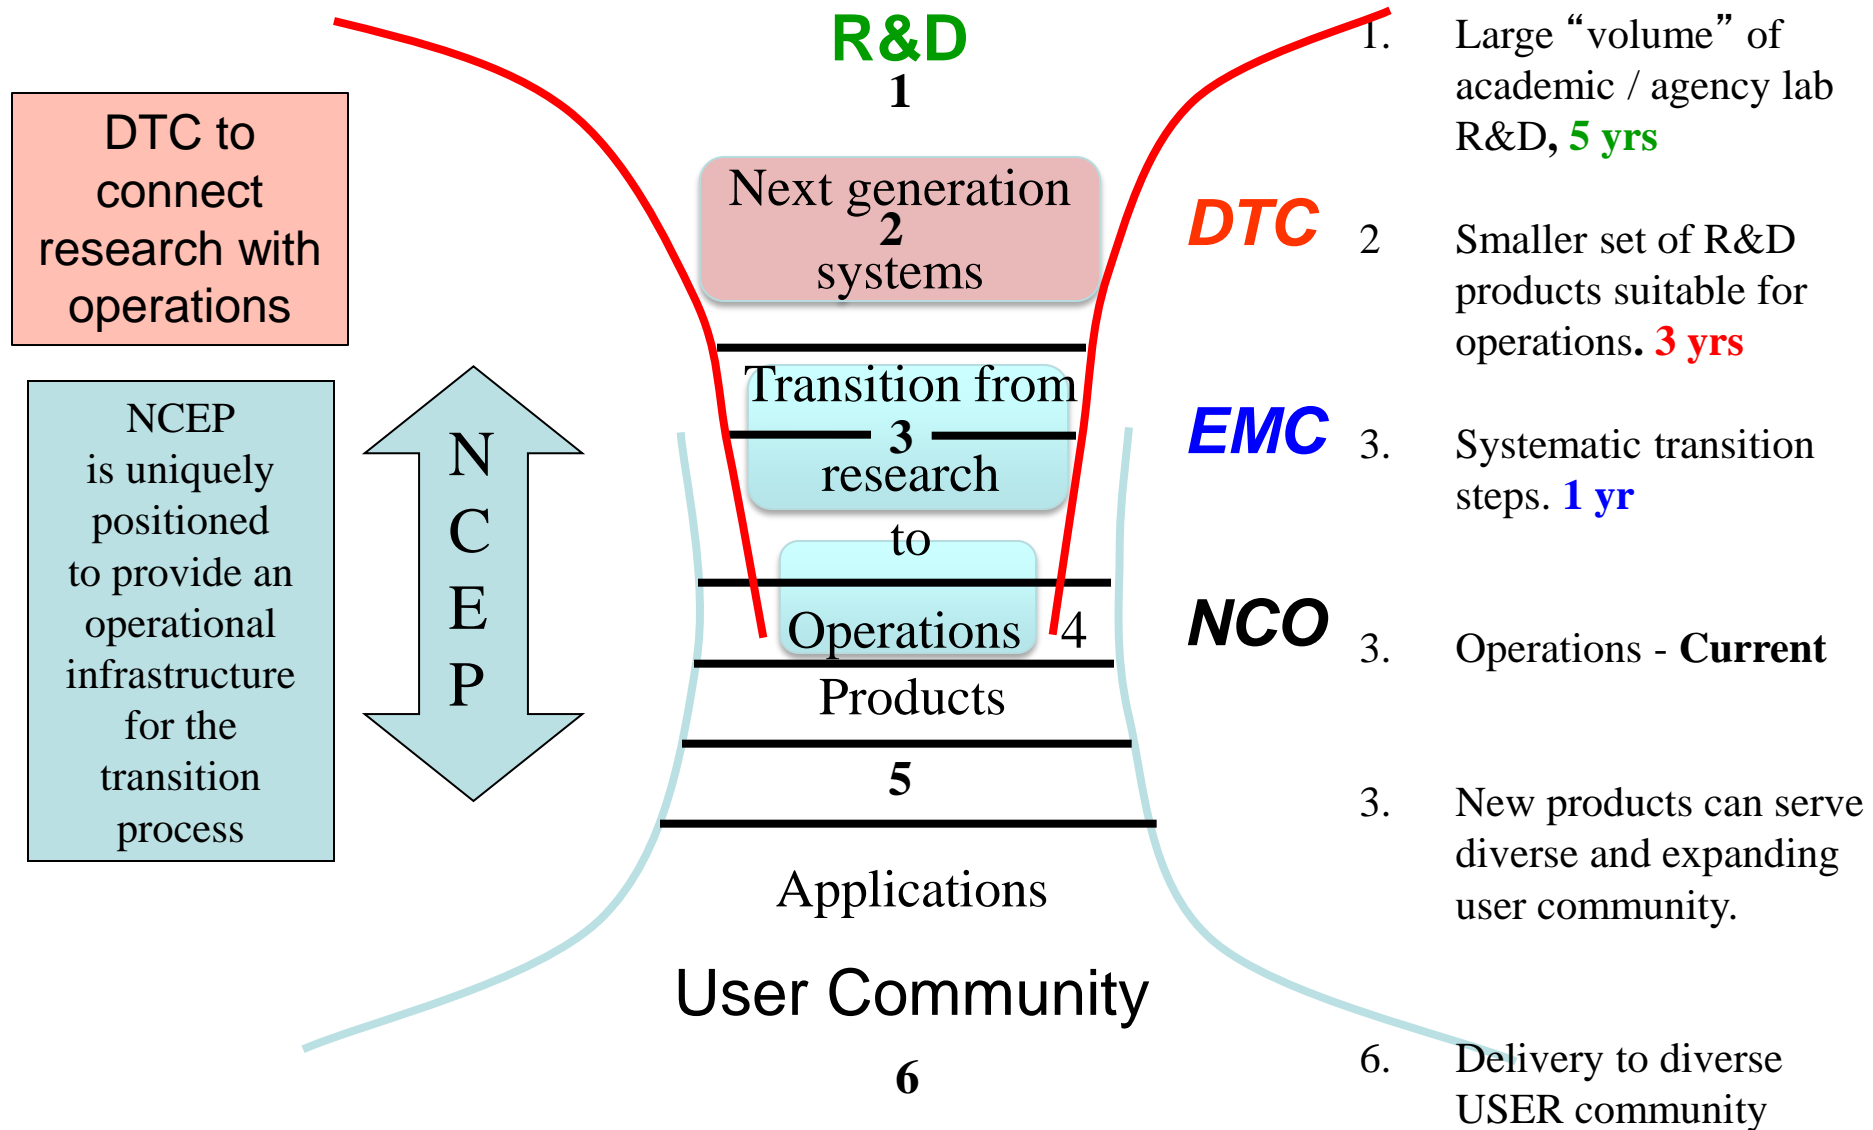 DTC to
connect
research with
operations
NCEP
is uniquely
positioned
to provide an
operational
infrastructure
for the
transition
process
N
C
E
P
R&D
1
Next generation
2
systems
Transition from
3
research
to
Operations 4
Products
5
Applications
User Community
6
DTC
EMC
NCO
1. Large “volume” of
academic / agency lab
R&D, 5 yrs
2 Smaller set of R&D
products suitable for
operations. 3 yrs
3. Systematic transition
steps. 1 yr
3. Operations - Current
3. New products can serve
diverse and expanding
user community.
6. Delivery to diverse
USER community